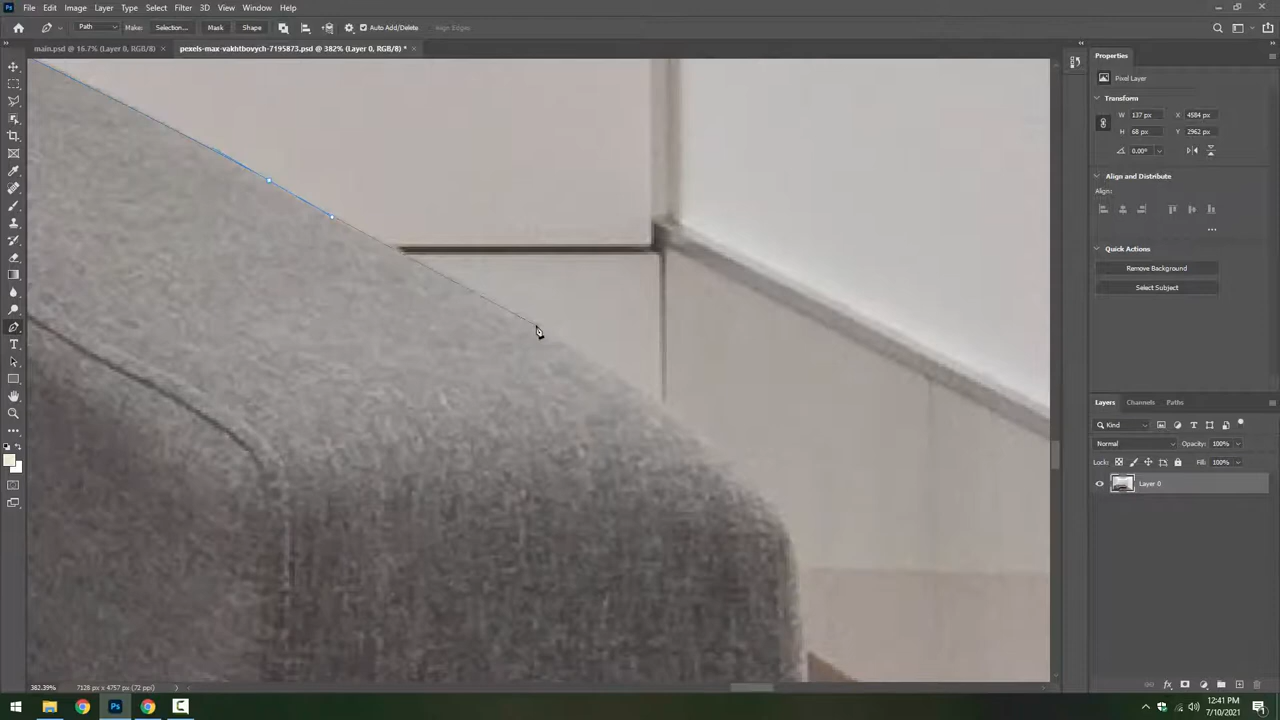 Ps File Edit Image Layer Type Select Filter 3D View Window Help
Path Make: Selection... Mask Shape Auto Add/Delete Align Edges
main.psd @ 16.7% (Layer 0, RGB/8) × pexels-max-vakhtbovych-7195873.psd @ 382% (Layer 0, RGB/8) * ×
Properties
Pixel Layer
Transform
W 137 px X 4584 px
H 68 px Y 2962 px
0.00°
Align and Distribute
Align:
...
Quick Actions
Remove Background
Select Subject
Layers Channels Paths
Kind
Normal Opacity: 100%
Lock: Fill: 100%
Layer 0
382.39% 7128 px x 4757 px (72 ppi)
Ps
12:41 PM
7/10/2021